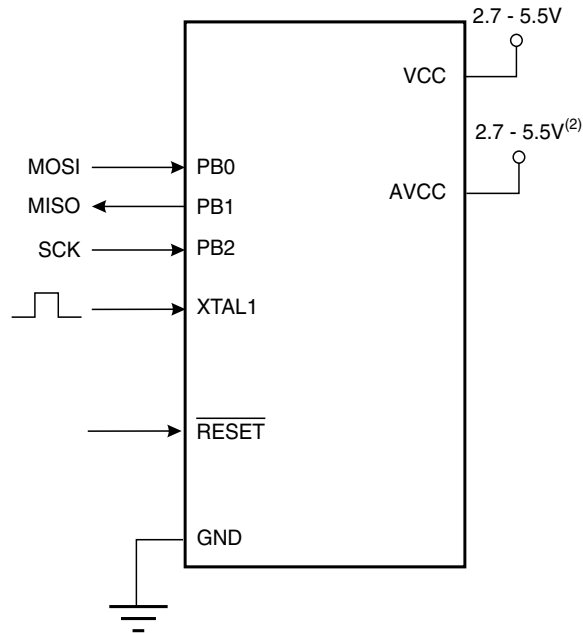 2.7 - 5.5V
VCC
2.7 - 5.5V(2)
MOSI PB0 AVCC
MISO PB1
SCK PB2
XTAL1
RESET
GND